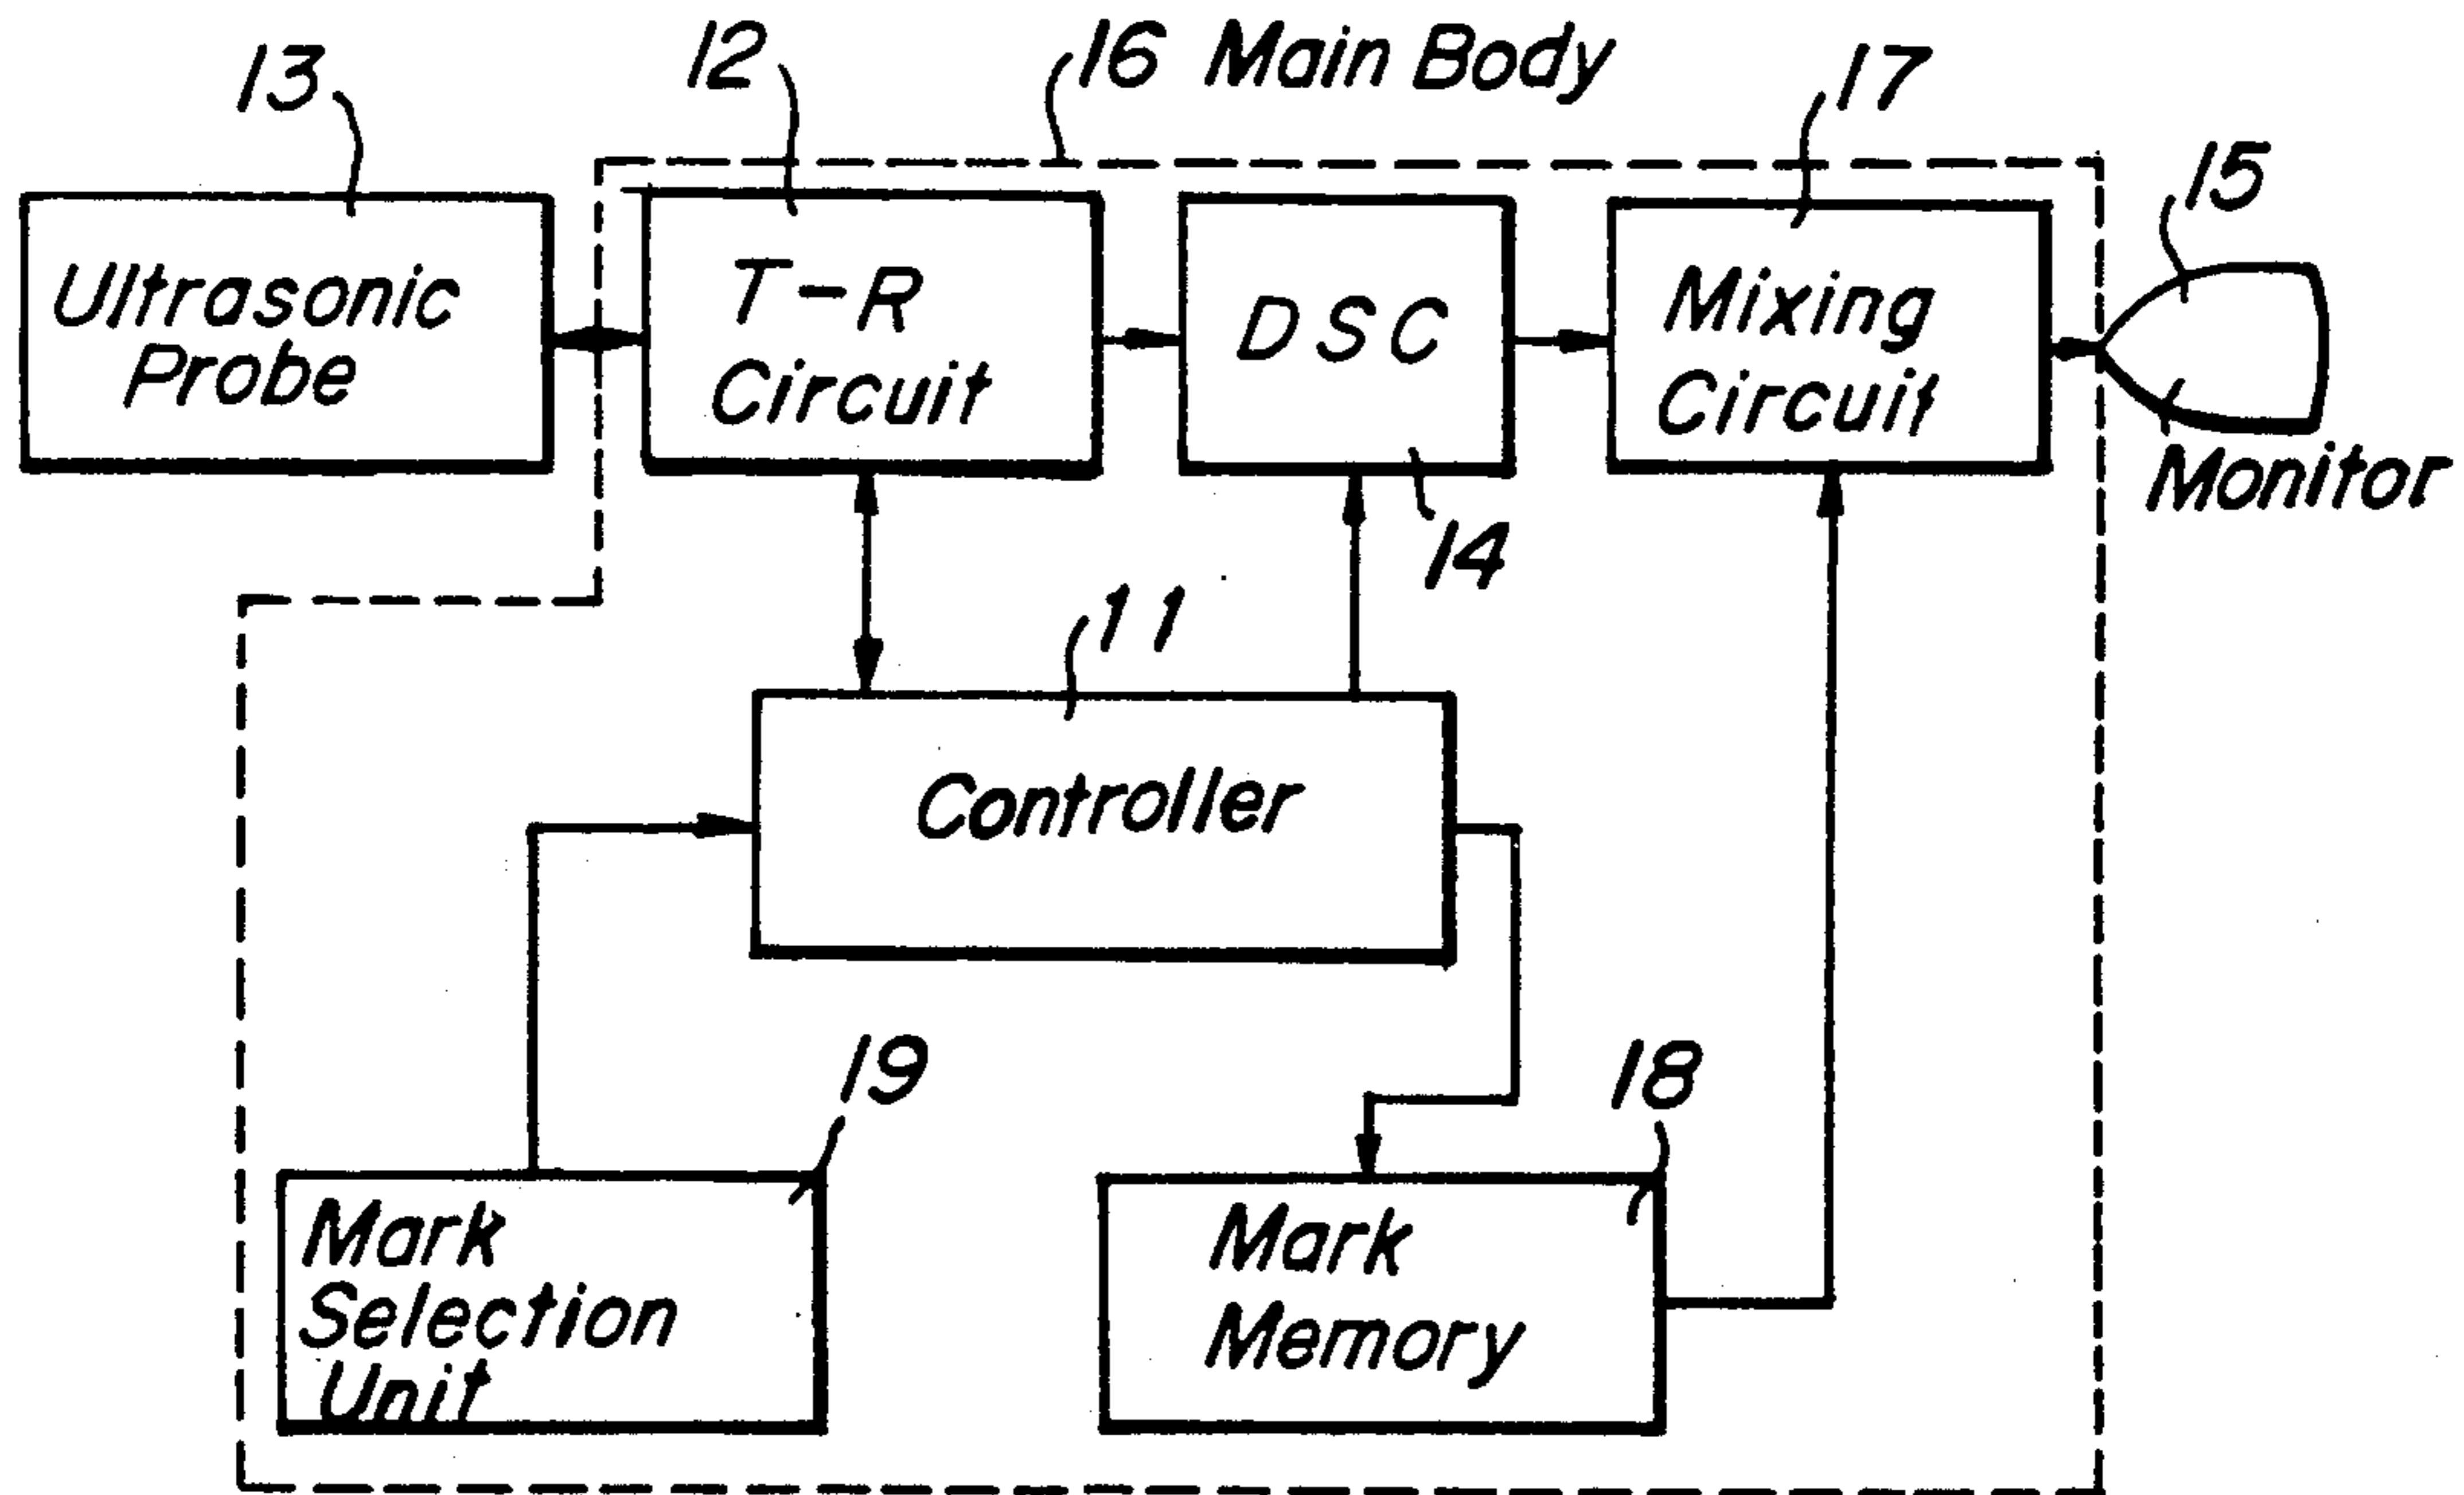 13
12
16 Main Body
17
15
Ultrasonic
Probe
T-R
Circuit
DSC
Mixing
Circuit
Monitor
14
11
Controller
19
18
Mark
Selection
Unit
Mark
Memory